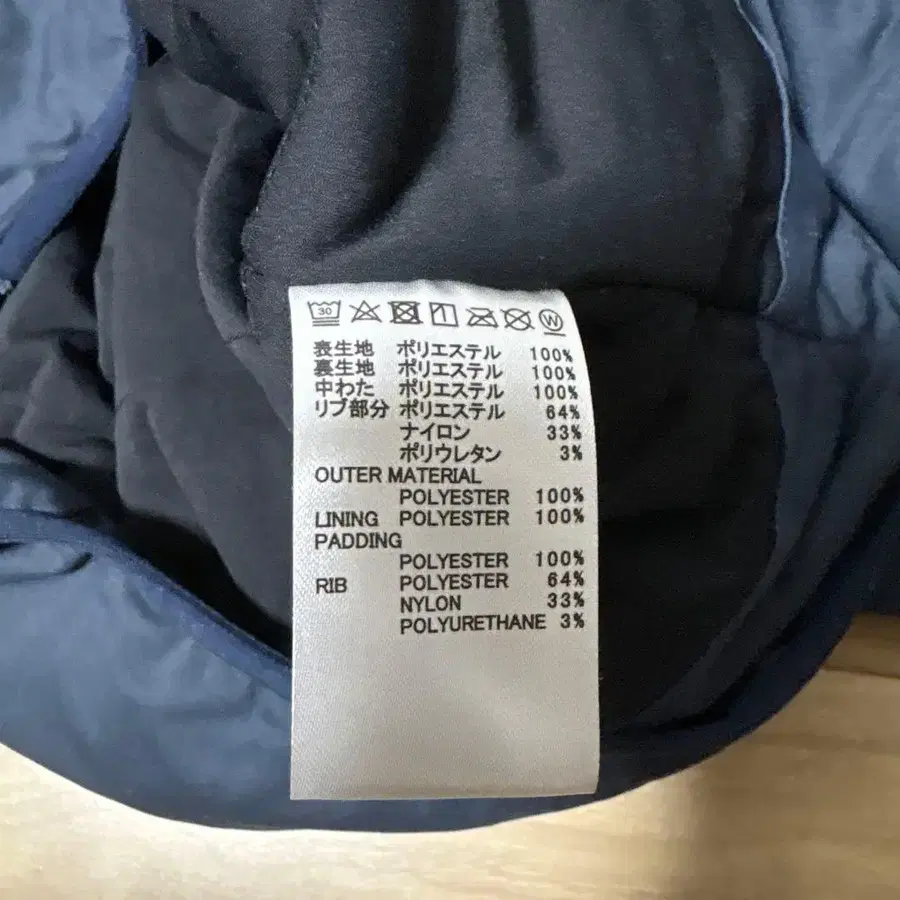 30 W
表生地 ポリエステル 100%
裏生地 ポリエステル 100%
中わた ポリエステル 100%
リブ部分 ポリエステル 64%
ナイロン 33%
ポリウレタン 3%
OUTER MATERIAL
POLYESTER 100%
LINING POLYESTER 100%
PADDING
POLYESTER 100%
RIB POLYESTER 64%
NYLON 33%
POLYURETHANE 3%